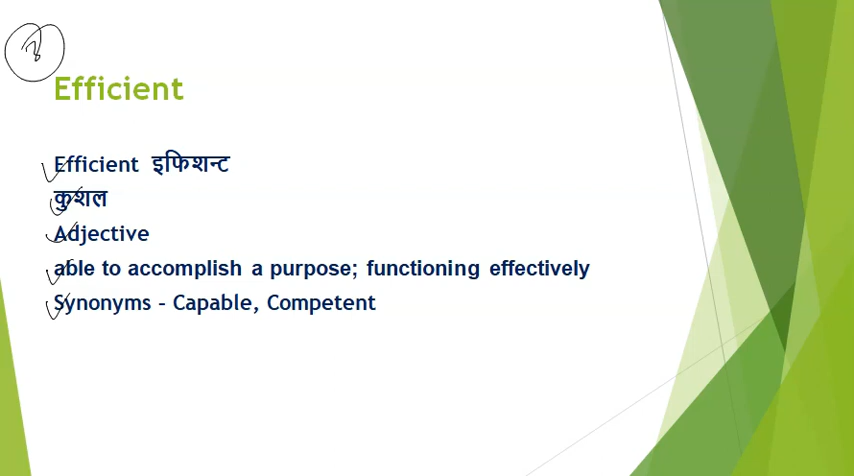 Efficient
Efficient इफिशन्ट
कुशल
Adjective
able to accomplish a purpose; functioning effectively
Synonyms – Capable, Competent